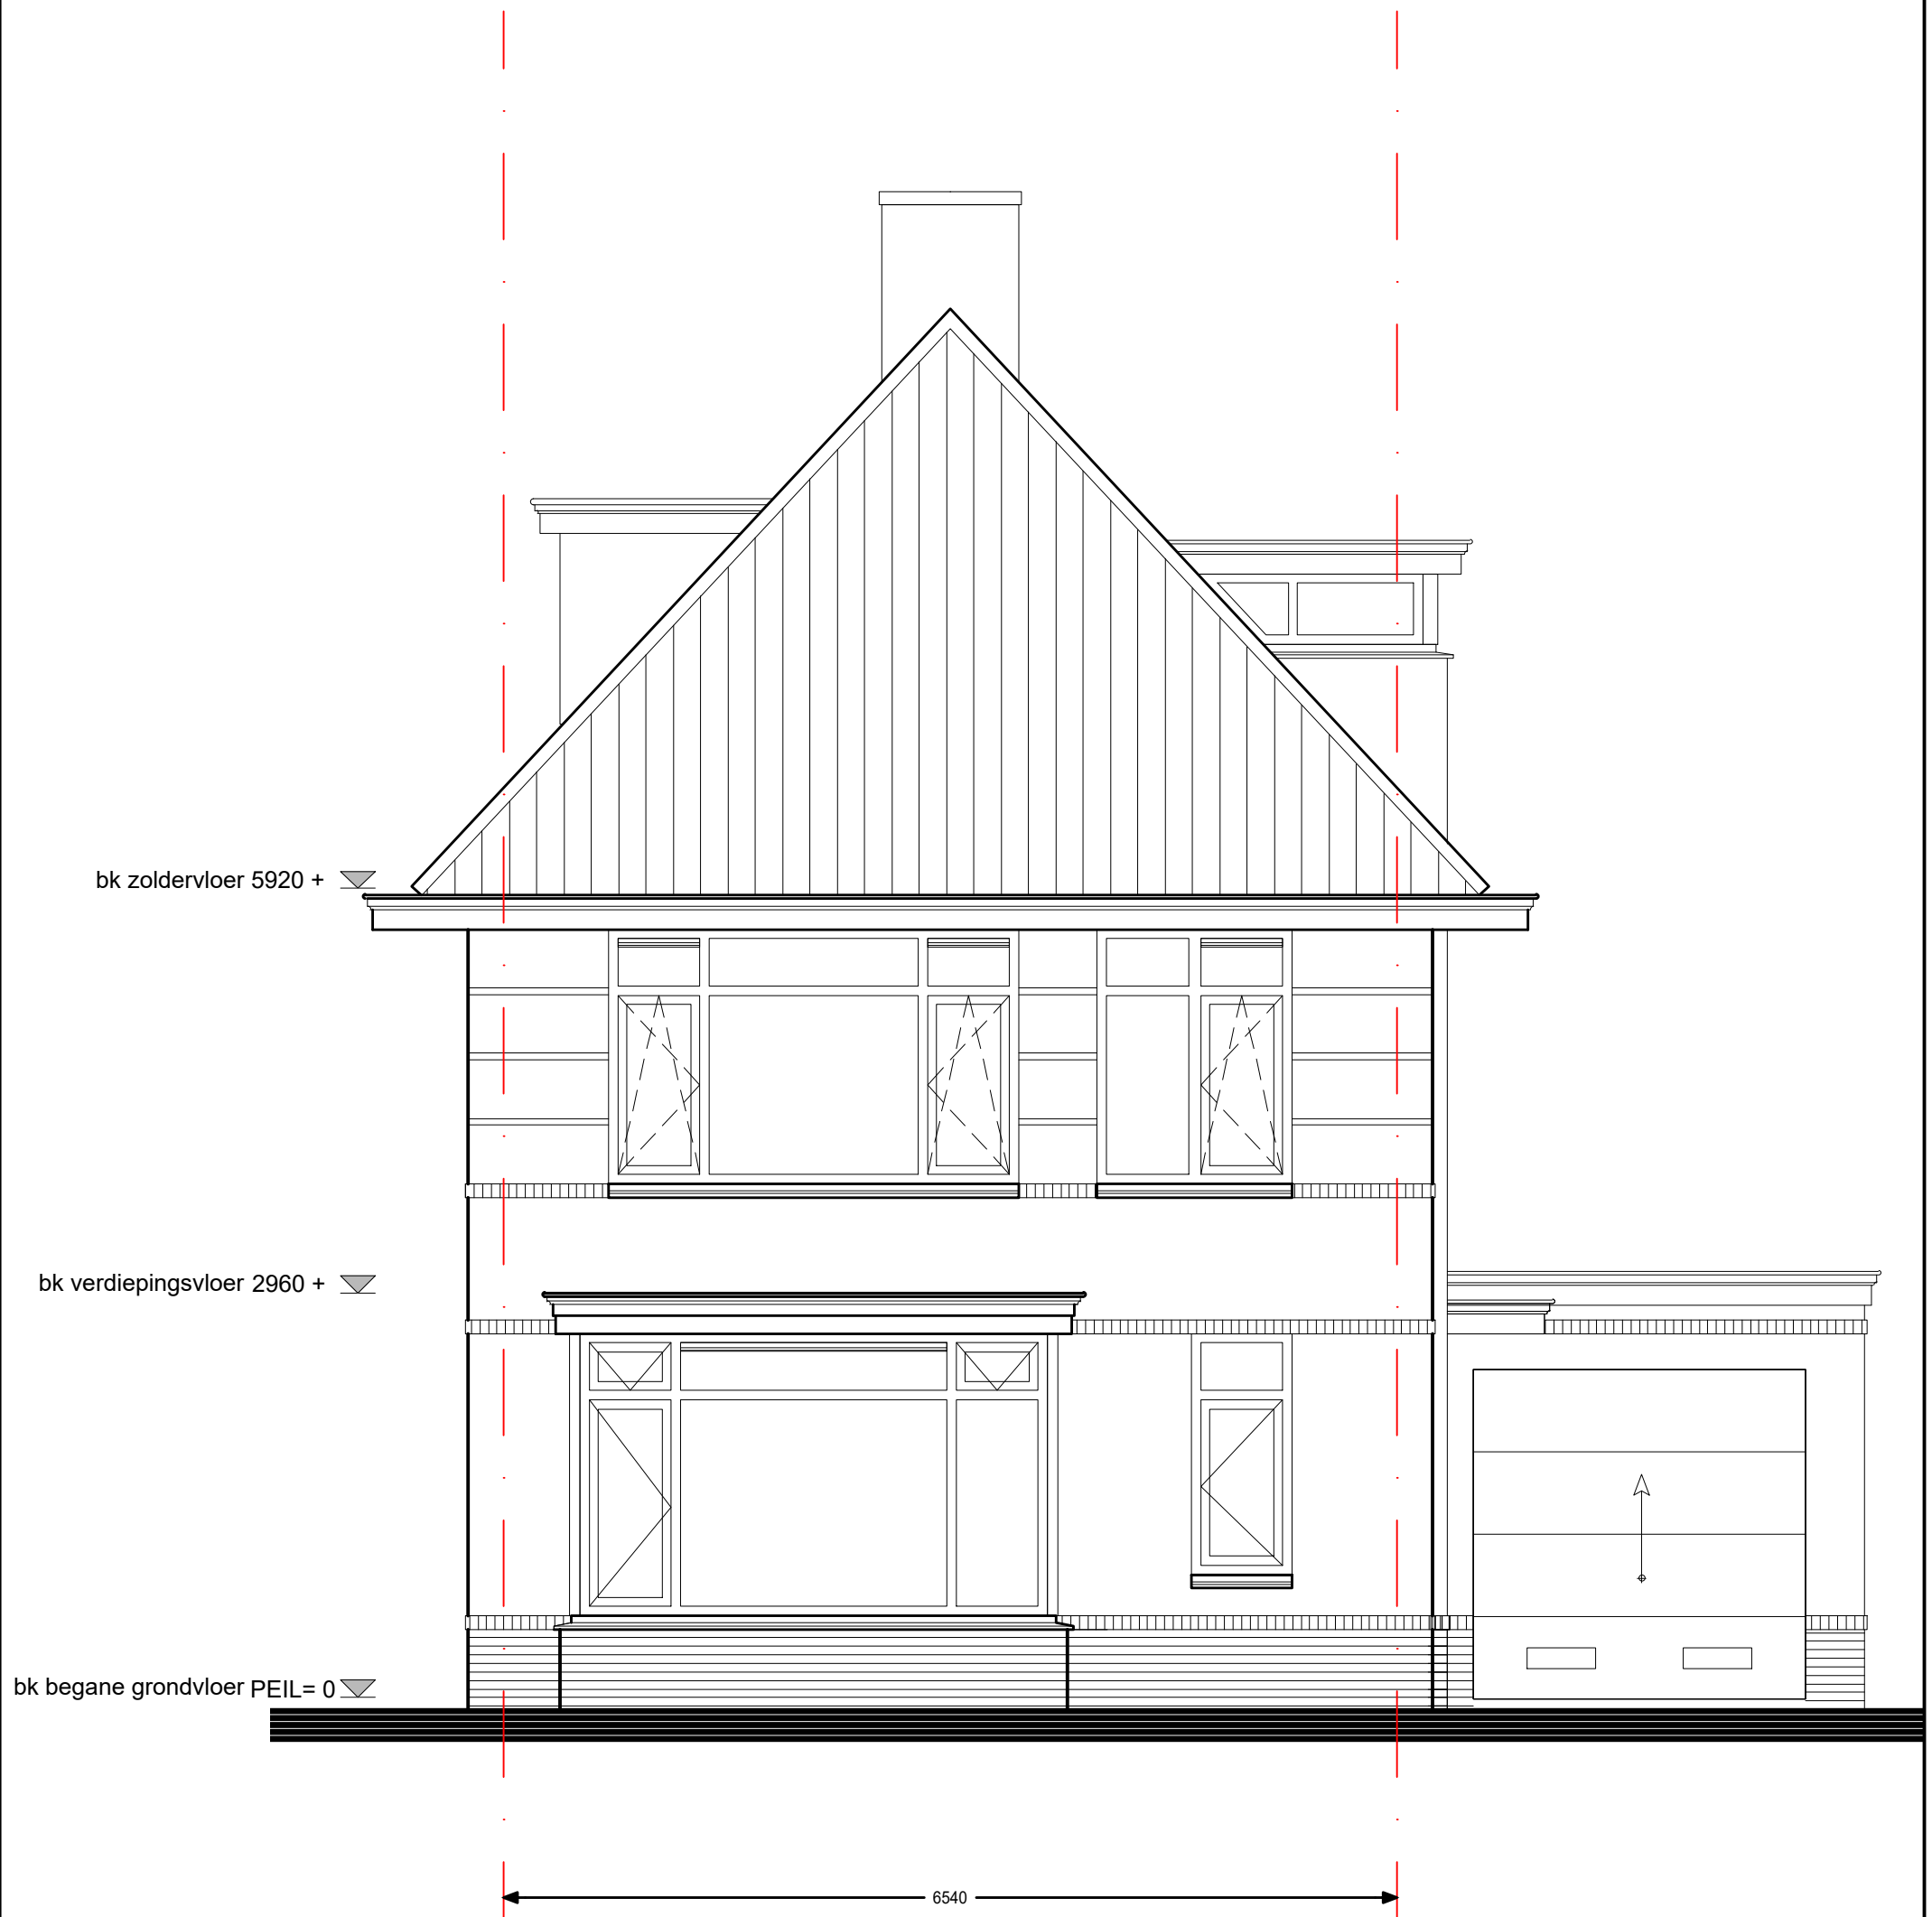 bk zoldervloer 5920 +
bk verdiepingsvloer 2960 +
bk begane grondvloer PEIL= 0
6540